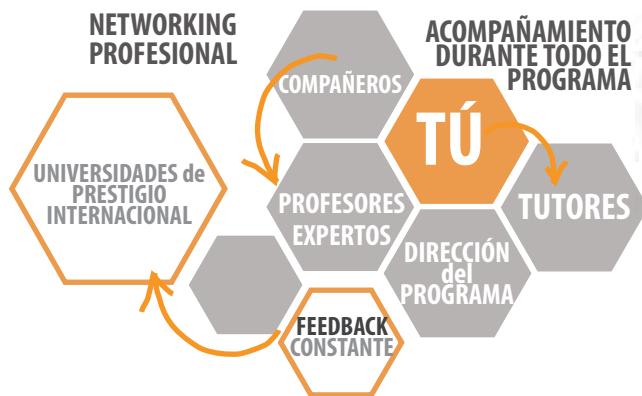 NETWORKING
PROFESIONAL
ACOMPAÑAMIENTO
DURANTE TODO EL
PROGRAMA
COMPAÑEROS
TÚ
UNIVERSIDADES de
PRESTIGIO
INTERNACIONAL
PROFESORES
EXPERTOS
TUTORES
DIRECCIÓN
del
PROGRAMA
FEEDBACK
CONSTANTE